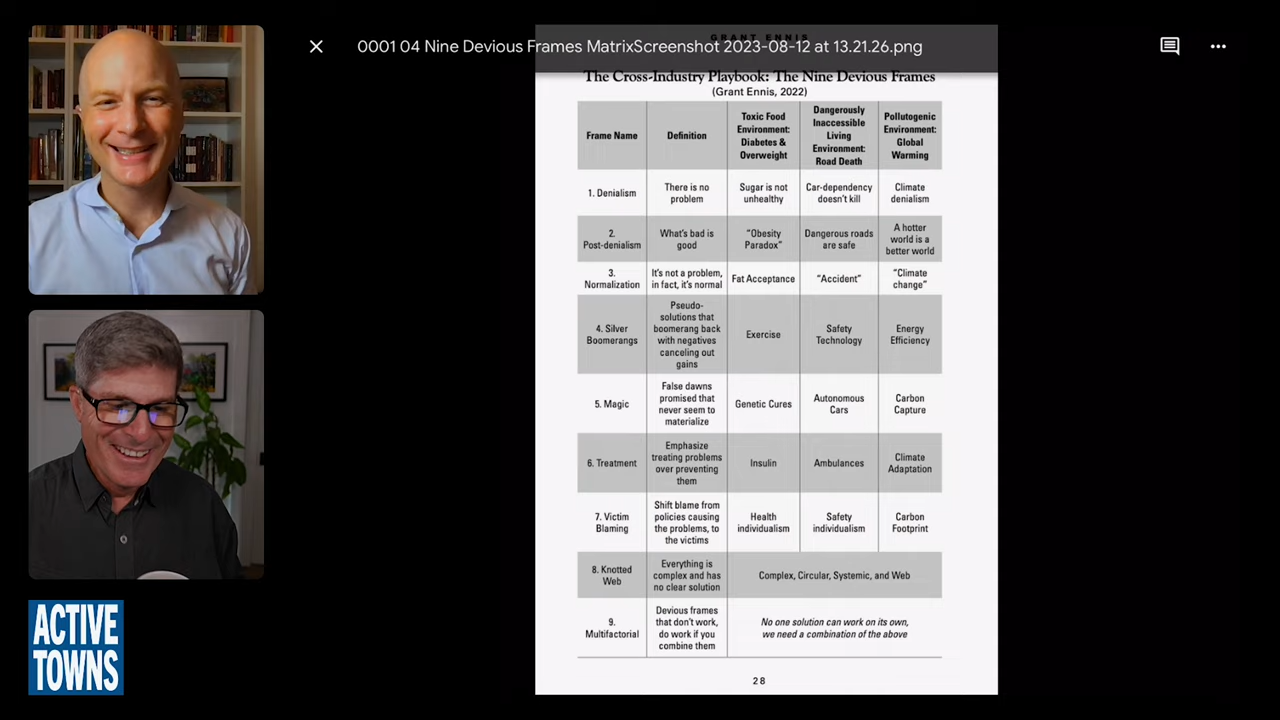 0001 04 Nine Devious Frames MatrixScreenshot 2023-08-12 at 13.21.26.png
GRANT ENNIS
The Cross-Industry Playbook: The Nine Devious Frames
(Grant Ennis, 2022)
Frame Name
Definition
Toxic Food
Environment:
Diabetes &
Overweight
Dangerously
Inaccessible
Living
Environment:
Road Death
Pollutogenic
Environment:
Global
Warming
1. Denialism
There is no
problem
Sugar is not
unhealthy
Car-dependency
doesn't kill
Climate
denialism
2.
Post-denialism
What's bad is
good
"Obesity
Paradox"
Dangerous roads
are safe
A hotter
world is a
better world
3.
Normalization
It's not a problem,
in fact, it's normal
Fat Acceptance
"Accident"
"Climate
change"
4. Silver
Boomerangs
Pseudo-
solutions that
boomerang back
with negatives
canceling out
gains
Exercise
Safety
Technology
Energy
Efficiency
5. Magic
False dawns
promised that
never seem to
materialize
Genetic Cures
Autonomous
Cars
Carbon
Capture
6. Treatment
Emphasize
treating problems
over preventing
them
Insulin
Ambulances
Climate
Adaptation
7. Victim
Blaming
Shift blame from
policies causing
the problems, to
the victims
Health
individualism
Safety
individualism
Carbon
Footprint
8. Knotted
Web
Everything is
complex and has
no clear solution
Complex, Circular, Systemic, and Web
9.
Multifactorial
Devious frames
that don't work,
do work if you
combine them
No one solution can work on its own,
we need a combination of the above
28
ACTIVE
TOWNS